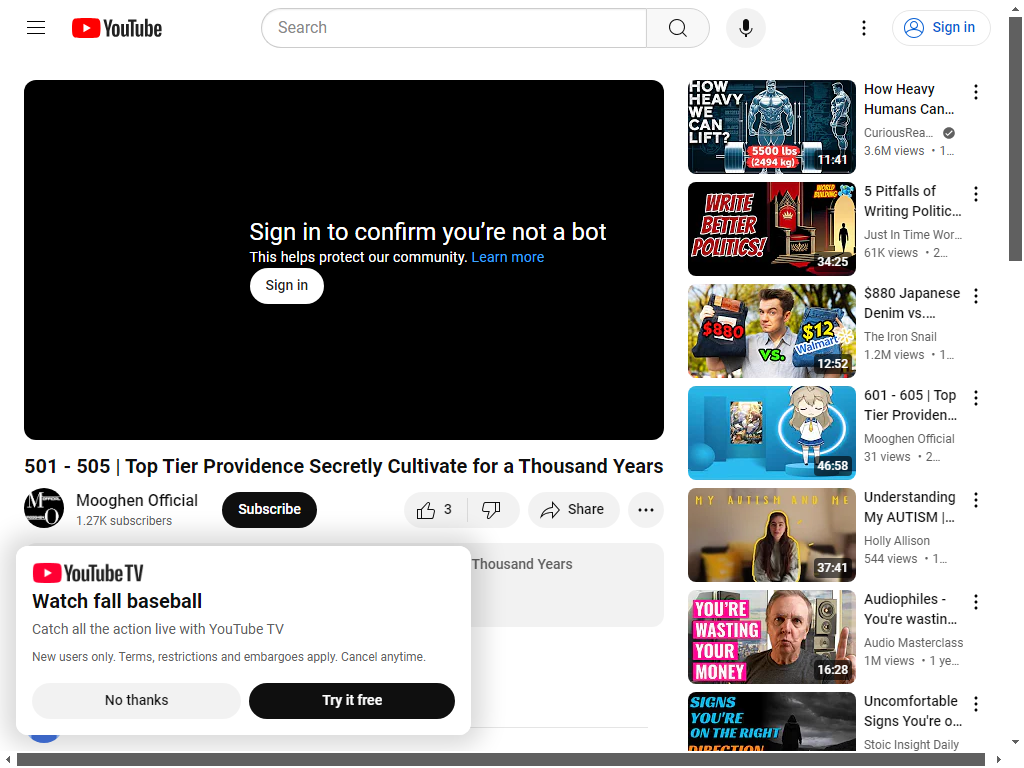 YouTube
Search
Sign in
Sign in to confirm you’re not a bot
This helps protect our community. Learn more
Sign in
501 - 505 | Top Tier Providence Secretly Cultivate for a Thousand Years
Mooghen Official
1.27K subscribers
Subscribe
3
Share
Thousand Years
YouTube TV
Watch fall baseball
Catch all the action live with YouTube TV
New users only. Terms, restrictions and embargoes apply. Cancel anytime.
No thanks
Try it free
HOW
HEAVY
WE
CAN
LIFT?
5500 lbs
(2494 kg)
11:41
How Heavy
Humans Can…
CuriousRea…
3.6M views • 1…
WRITE
BETTER
POLITICS!
WORLD
BUILDING
34:25
5 Pitfalls of
Writing Politic…
Just In Time Wor…
61K views • 2…
$880
VS.
$12
Walmart
12:52
$880 Japanese
Denim vs.…
The Iron Snail
1.2M views • 1…
46:58
601 - 605 | Top
Tier Providen…
Mooghen Official
31 views • 2…
MY AUTISM AND ME
37:41
Understanding
My AUTISM |…
Holly Allison
544 views • 1…
YOU'RE
WASTING
YOUR
MONEY
16:28
Audiophiles -
You're wastin…
Audio Masterclass
1M views • 1 ye…
SIGNS
YOU'RE
ON THE RIGHT
DIRECTION
Uncomfortable
Signs You're o…
Stoic Insight Daily